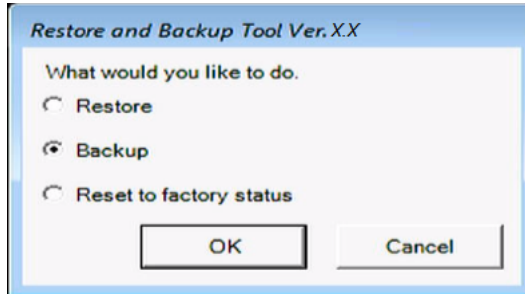 Restore and Backup Tool Ver. X.X
What would you like to do.
Restore
Backup
Reset to factory status
OK Cancel